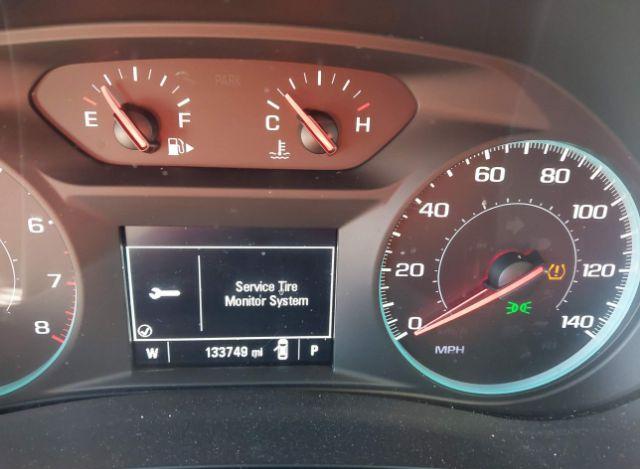 PARK
E F
C H
20 40 60 80 100 120 140
0
MPH
6
7
8
Service Tire
Monitor System
W 133749 mi P